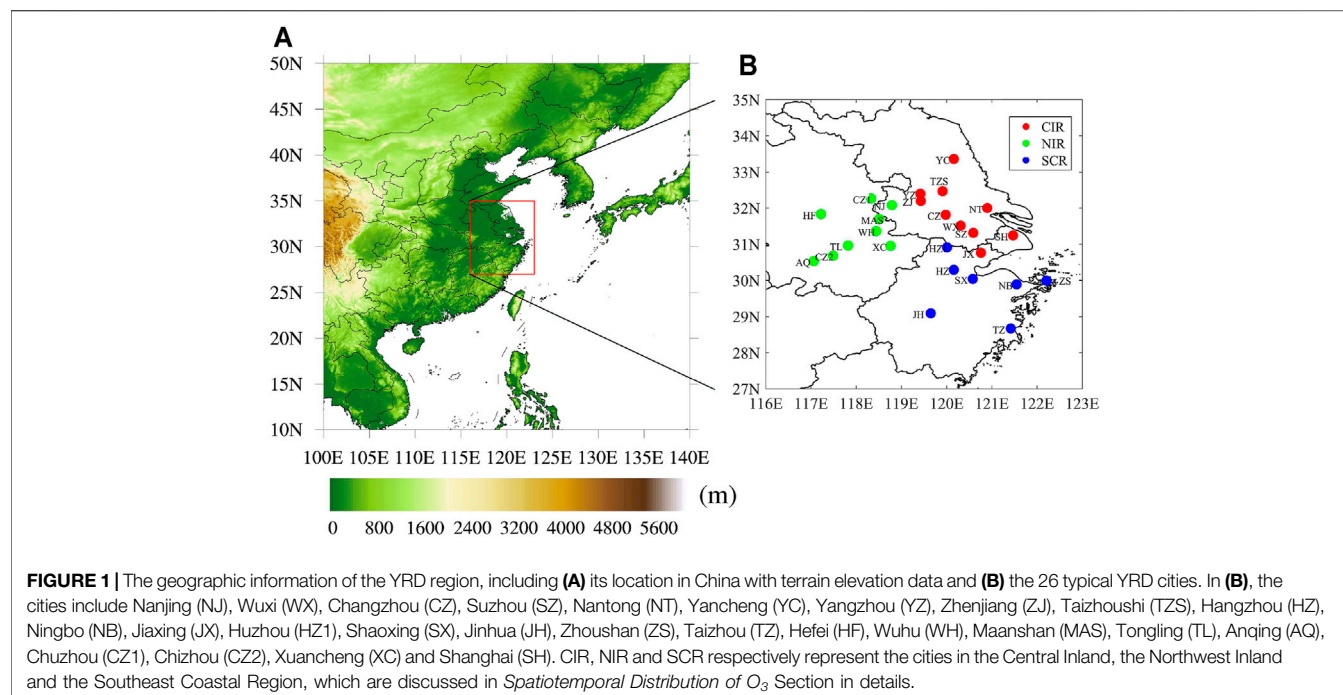 A
50N
45N
40N
35N
30N
25N
20N
15N
10N
100E 105E 110E 115E 120E 125E 130E 135E 140E
(m)
0 800 1600 2400 3200 4000 4800 5600
B
35N
34N
33N
32N
31N
30N
29N
28N
27N
116E 117E 118E 119E 120E 121E 122E 123E
CIR
NIR
SCR
YC
TZS
YZ
ZJ
CZ1
NJ
NT
HF
MAS
CZ
WX
WH
SZ
SH
TL
XC
HZ
JX
CZ2
AQ
HZ
SX
NB
ZS
JH
TZ
FIGURE 1 | The geographic information of the YRD region, including (A) its location in China with terrain elevation data and (B) the 26 typical YRD cities. In (B), the
cities include Nanjing (NJ), Wuxi (WX), Changzhou (CZ), Suzhou (SZ), Nantong (NT), Yancheng (YC), Yangzhou (YZ), Zhenjiang (ZJ), Taizhoushi (TZS), Hangzhou (HZ),
Ningbo (NB), Jiaxing (JX), Huzhou (HZ1), Shaoxing (SX), Jinhua (JH), Zhoushan (ZS), Taizhou (TZ), Hefei (HF), Wuhu (WH), Maanshan (MAS), Tongling (TL), Anqing (AQ),
Chuzhou (CZ1), Chizhou (CZ2), Xuancheng (XC) and Shanghai (SH). CIR, NIR and SCR respectively represent the cities in the Central Inland, the Northwest Inland
and the Southeast Coastal Region, which are discussed in Spatiotemporal Distribution of O3 Section in details.